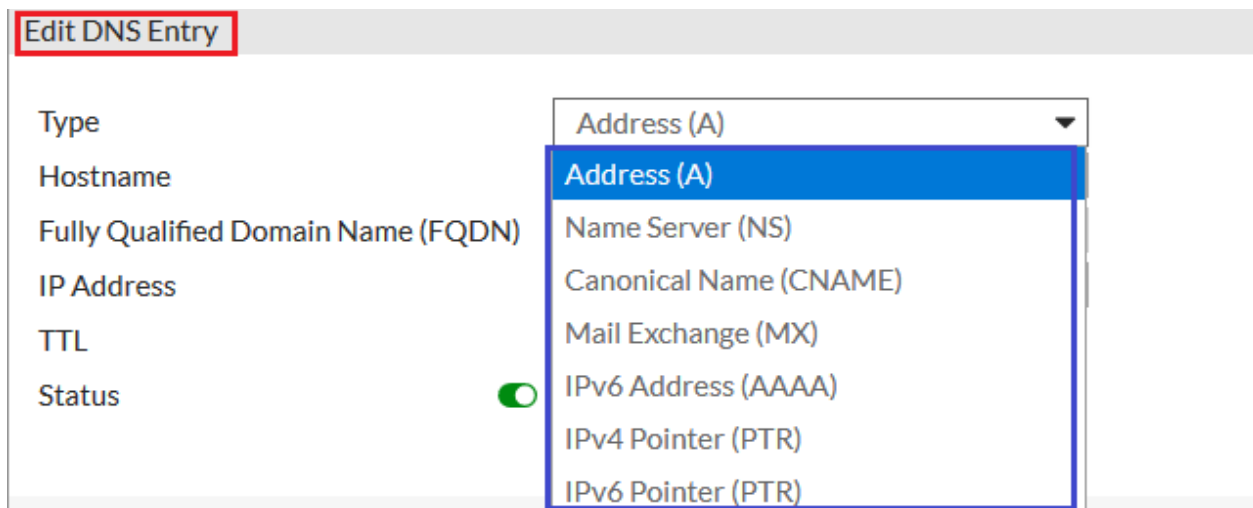 Edit DNS Entry
Type
Address (A)
Hostname
Address (A)
Fully Qualified Domain Name (FQDN)
Name Server (NS)
IP Address
Canonical Name (CNAME)
TTL
Mail Exchange (MX)
Status
IPv6 Address (AAAA)
IPv4 Pointer (PTR)
IPv6 Pointer (PTR)